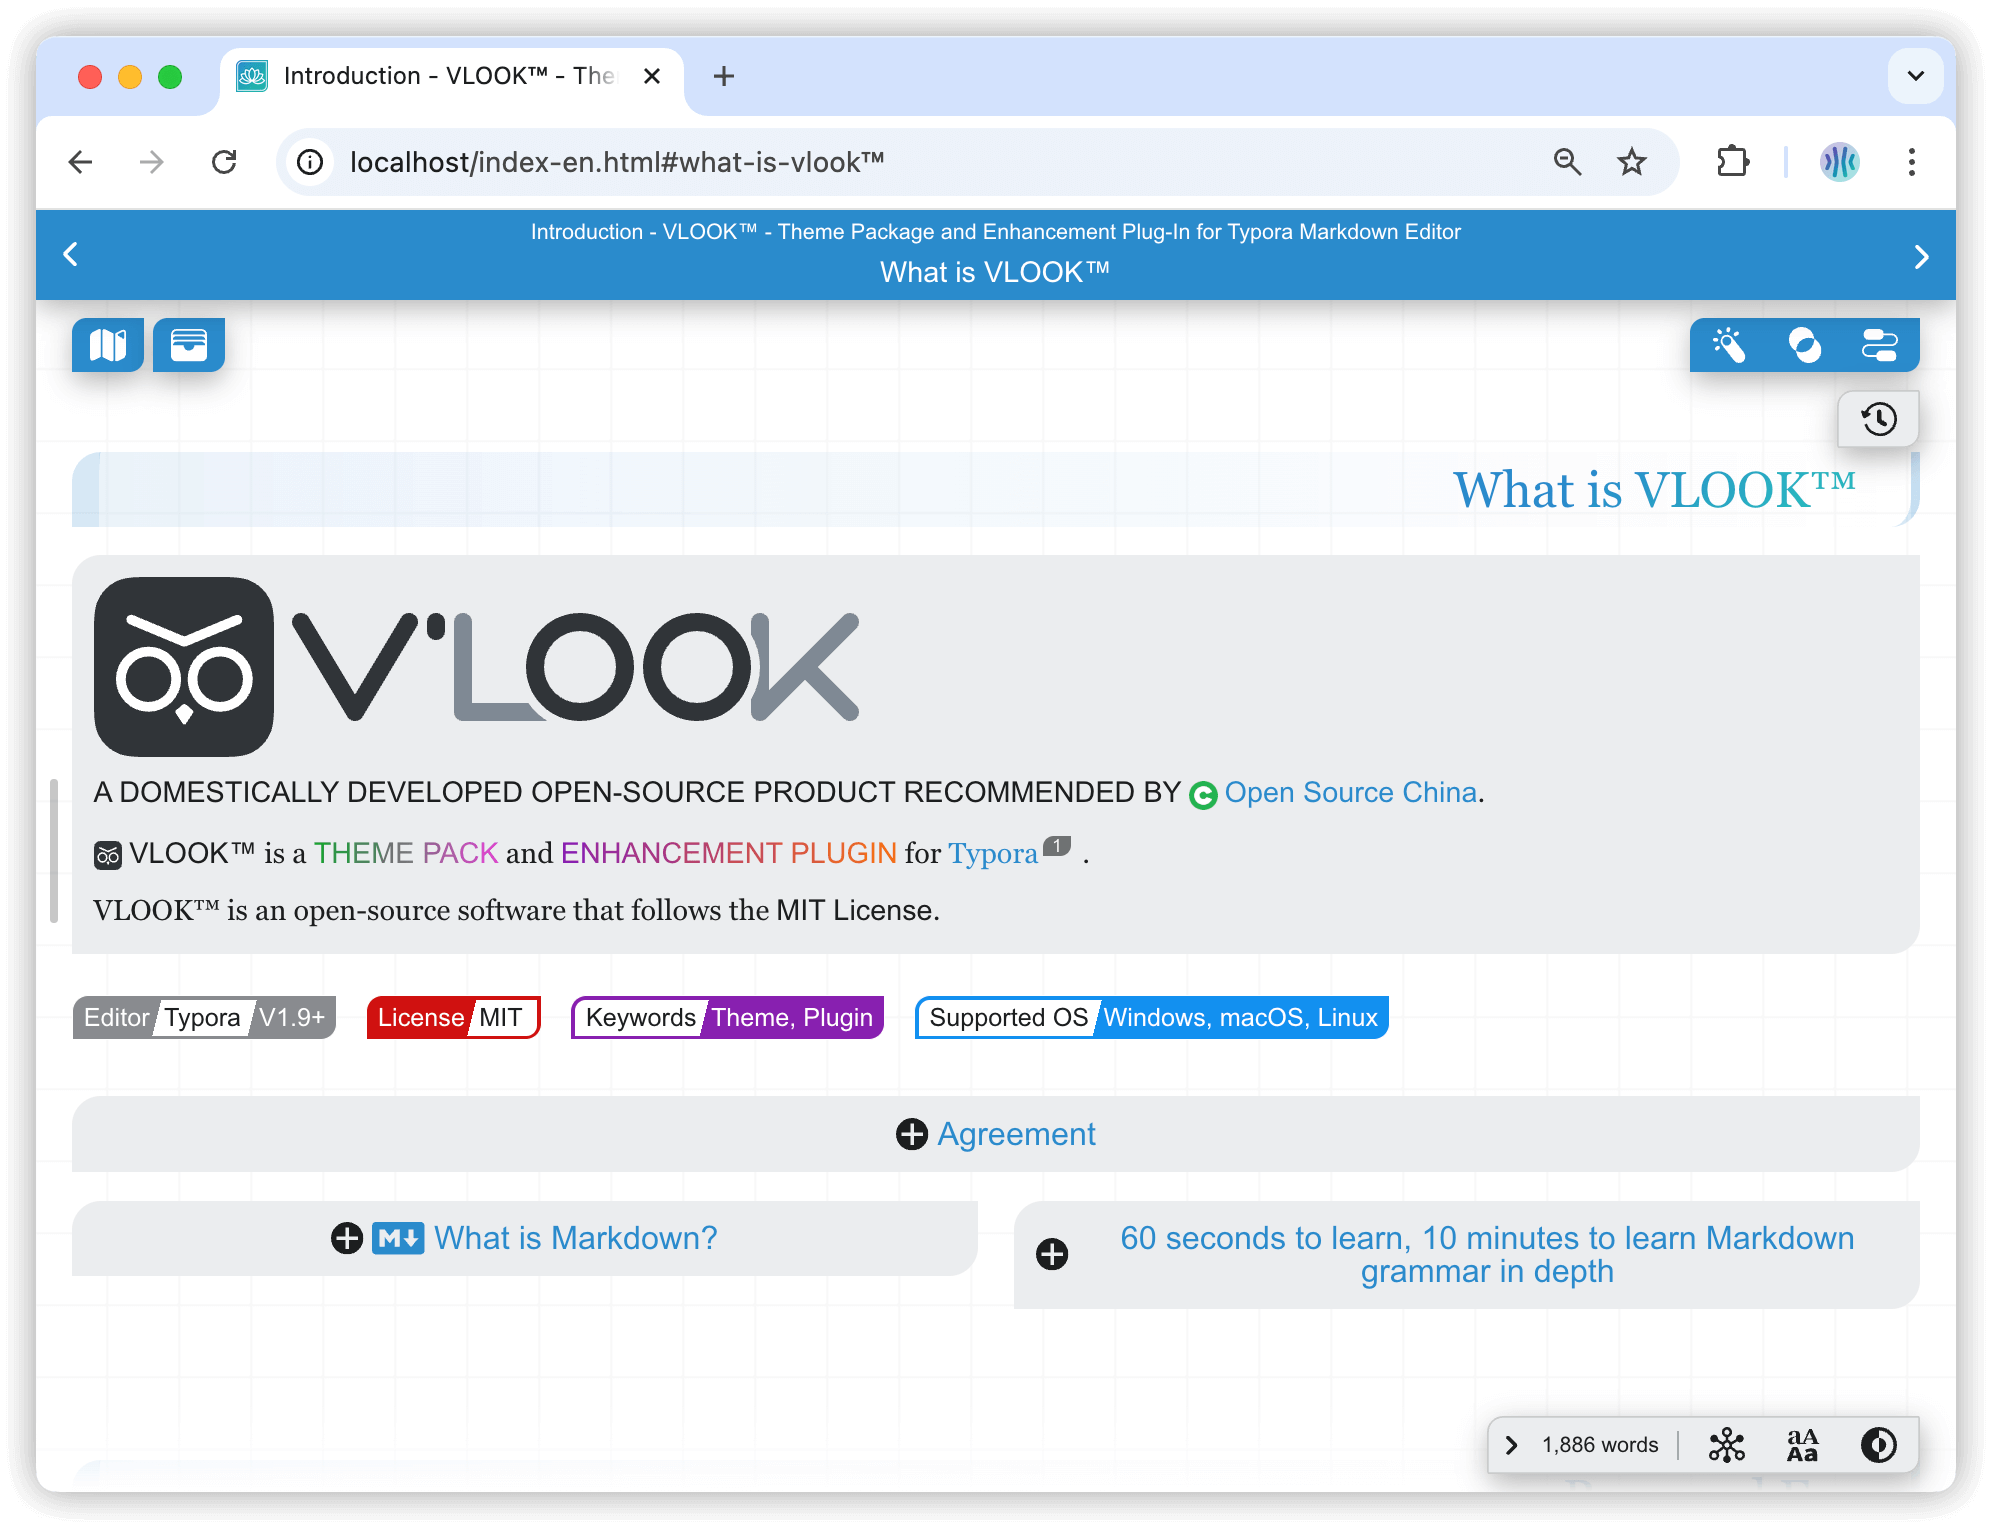 Introduction - VLOOK™ - The
localhost/index-en.html#what-is-vlook™
Introduction - VLOOK™ - Theme Package and Enhancement Plug-In for Typora Markdown Editor
What is VLOOK™
What is VLOOK™
V'LOOK
A DOMESTICALLY DEVELOPED OPEN-SOURCE PRODUCT RECOMMENDED BY Open Source China.
VLOOK™ is a THEME PACK and ENHANCEMENT PLUGIN for Typora 1 .
VLOOK™ is an open-source software that follows the MIT License.
Editor Typora V1.9+ License MIT Keywords Theme, Plugin Supported OS Windows, macOS, Linux
Agreement
M↓ What is Markdown?
60 seconds to learn, 10 minutes to learn Markdown
grammar in depth
1,886 words
aA
Aa